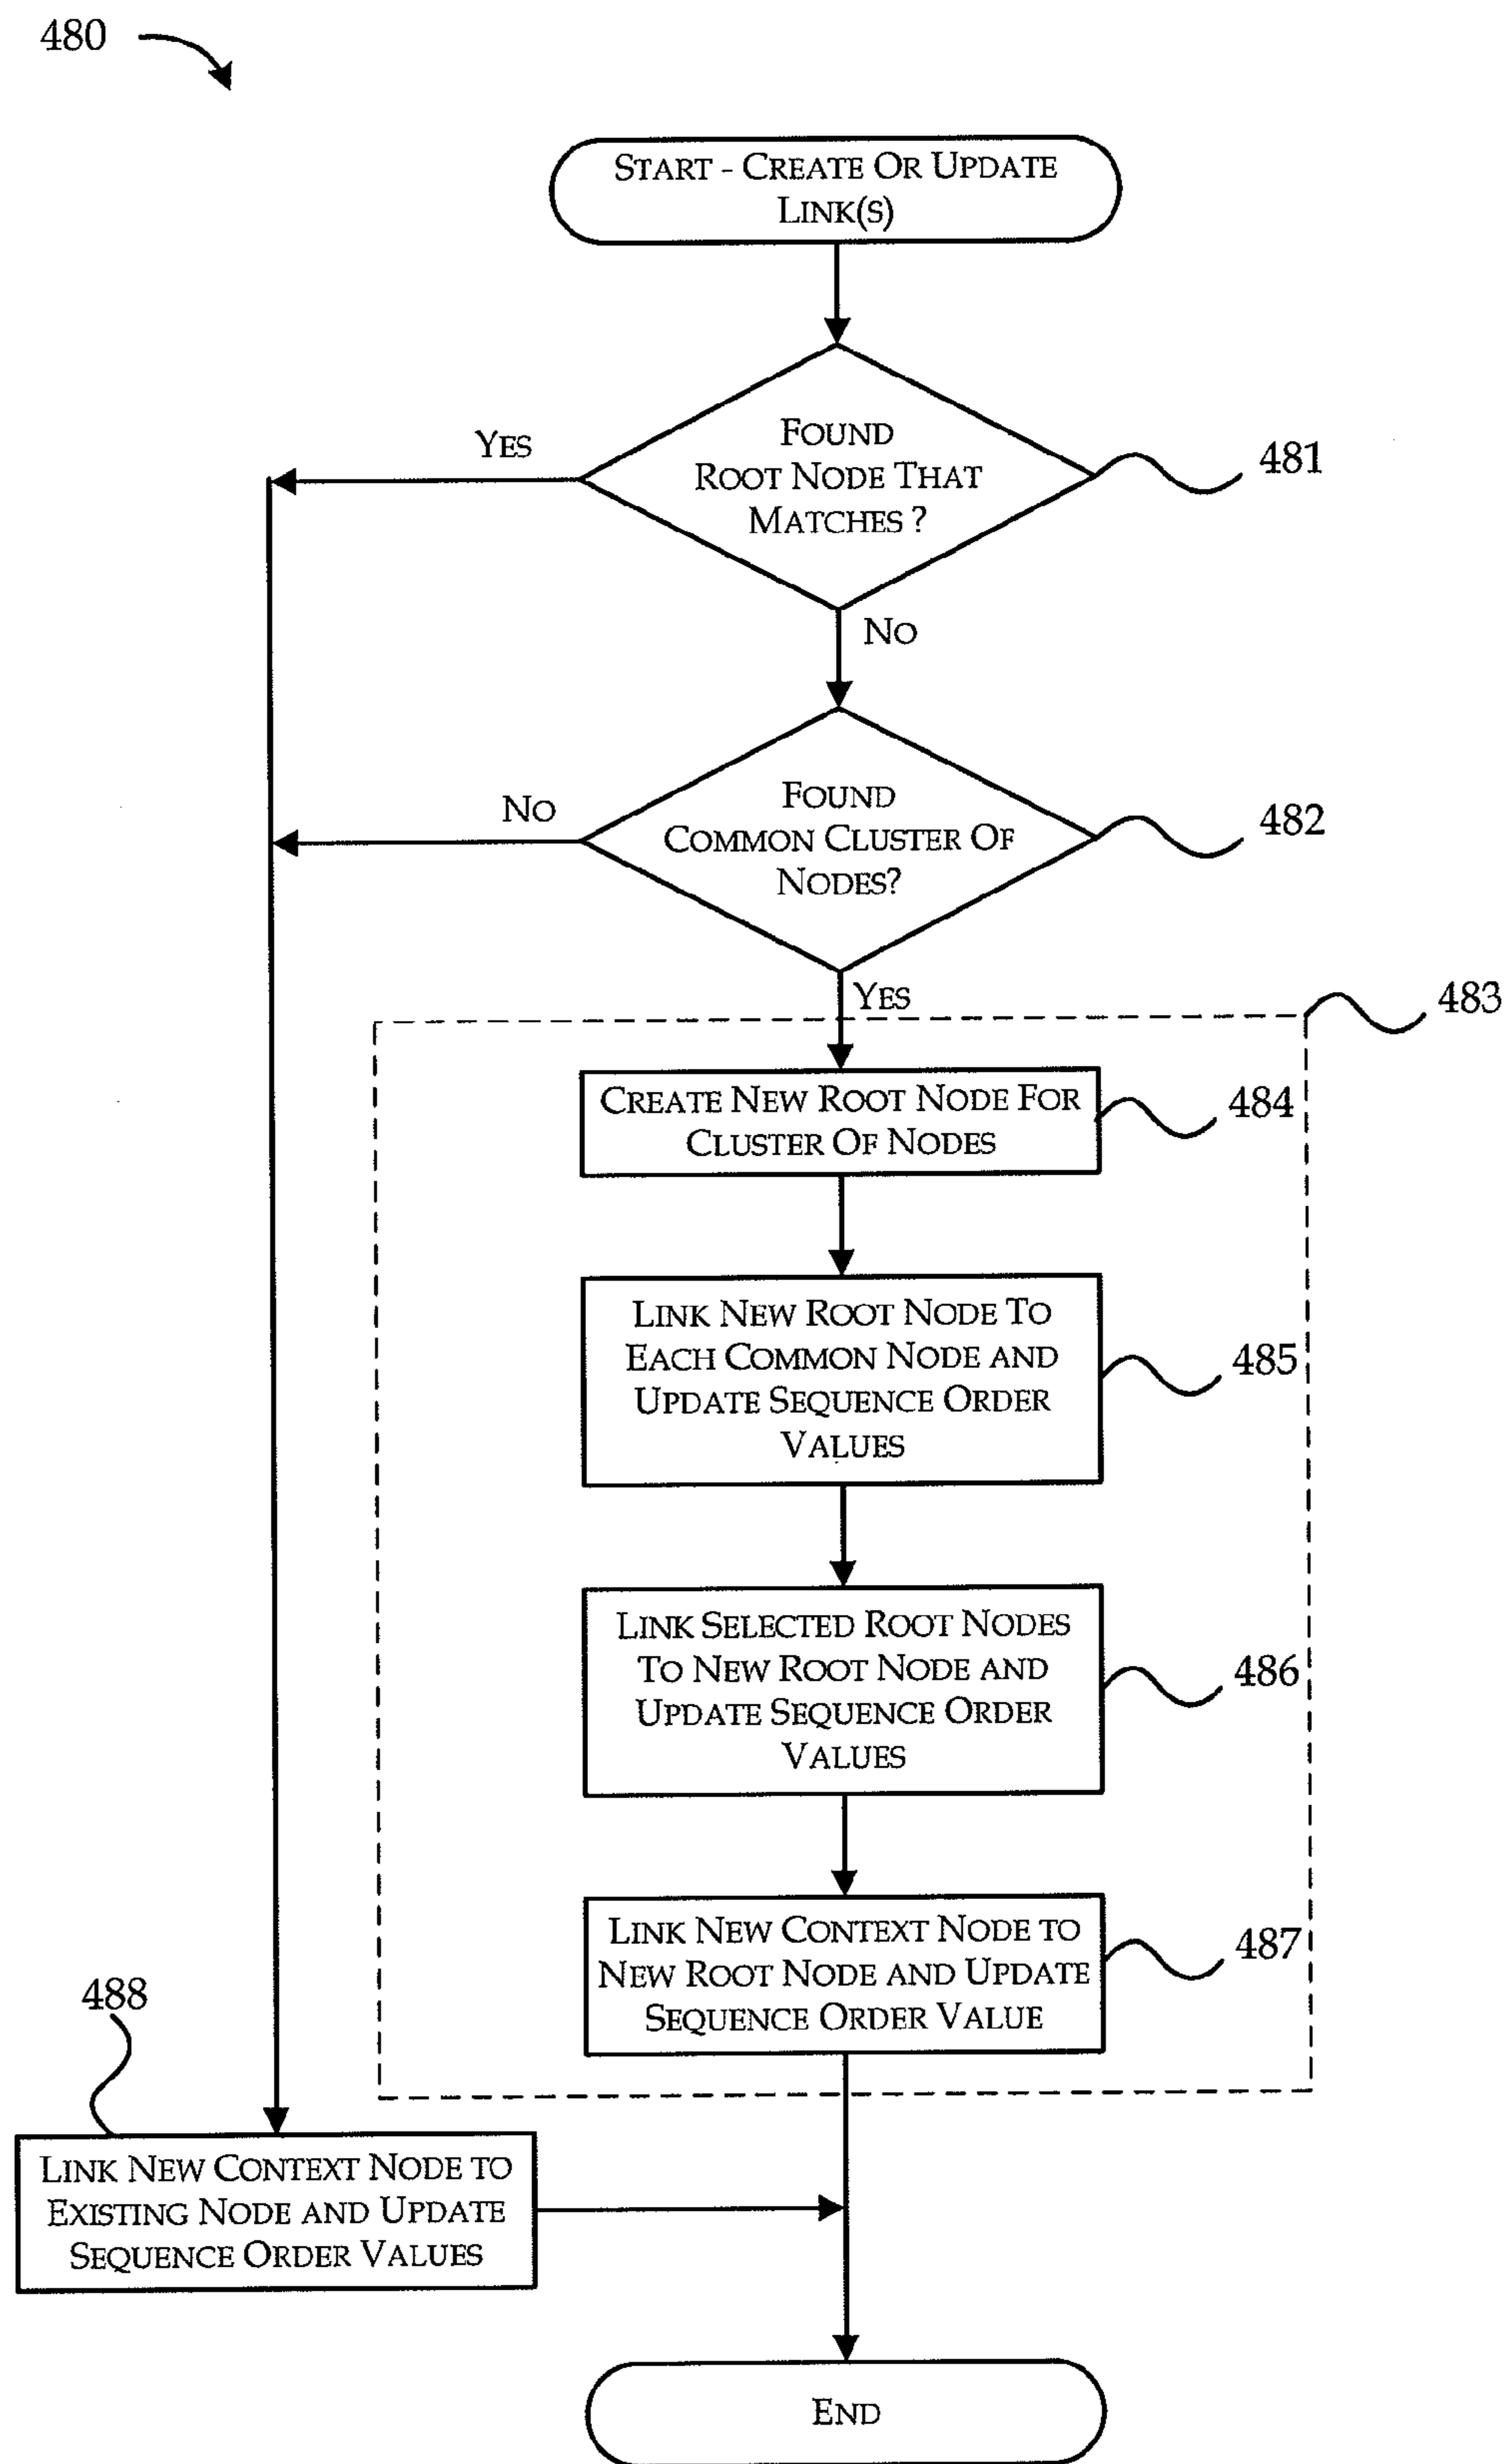 480
START - CREATE OR UPDATE
LINK(S)
FOUND
ROOT NODE THAT
MATCHES ?
YES
481
NO
FOUND
COMMON CLUSTER OF
NODES?
NO
482
YES
483
CREATE NEW ROOT NODE FOR
CLUSTER OF NODES
484
LINK NEW ROOT NODE TO
EACH COMMON NODE AND
UPDATE SEQUENCE ORDER
VALUES
485
LINK SELECTED ROOT NODES
TO NEW ROOT NODE AND
UPDATE SEQUENCE ORDER
VALUES
486
LINK NEW CONTEXT NODE TO
NEW ROOT NODE AND UPDATE
SEQUENCE ORDER VALUE
487
488
LINK NEW CONTEXT NODE TO
EXISTING NODE AND UPDATE
SEQUENCE ORDER VALUES
END